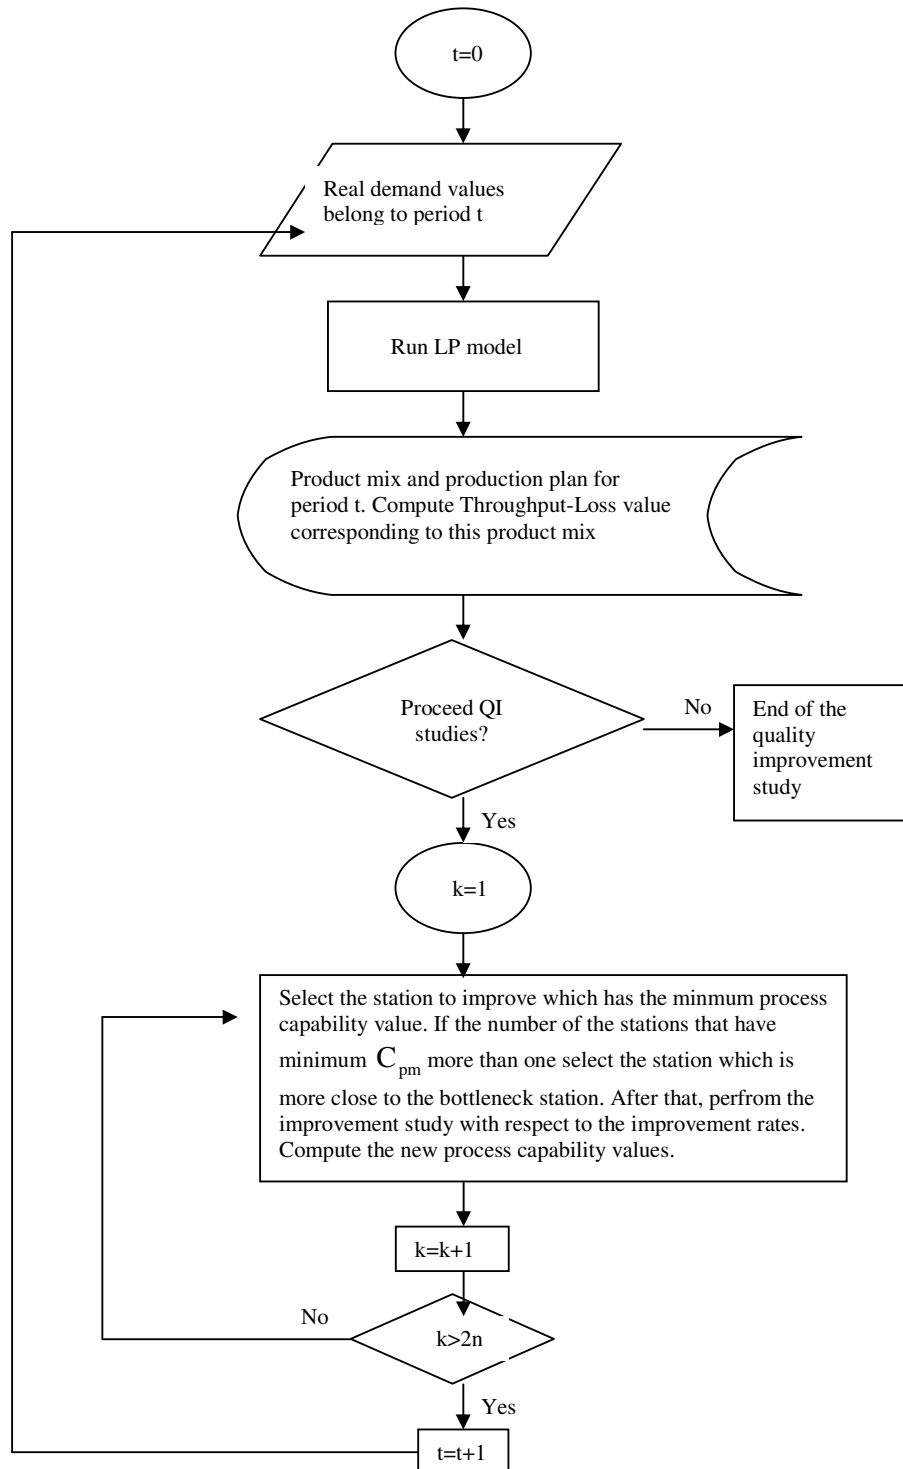 t=0
Real demand values
belong to period t
Run LP model
Product mix and production plan for
period t. Compute Throughput-Loss value
corresponding to this product mix
Proceed QI
studies?
No
End of the
quality
improvement
study
Yes
k=1
Select the station to improve which has the minmum process
capability value. If the number of the stations that have
minimum Cpm more than one select the station which is
more close to the bottleneck station. After that, perfrom the
improvement study with respect to the improvement rates.
Compute the new process capability values.
k=k+1
No
k>2n
Yes
t=t+1